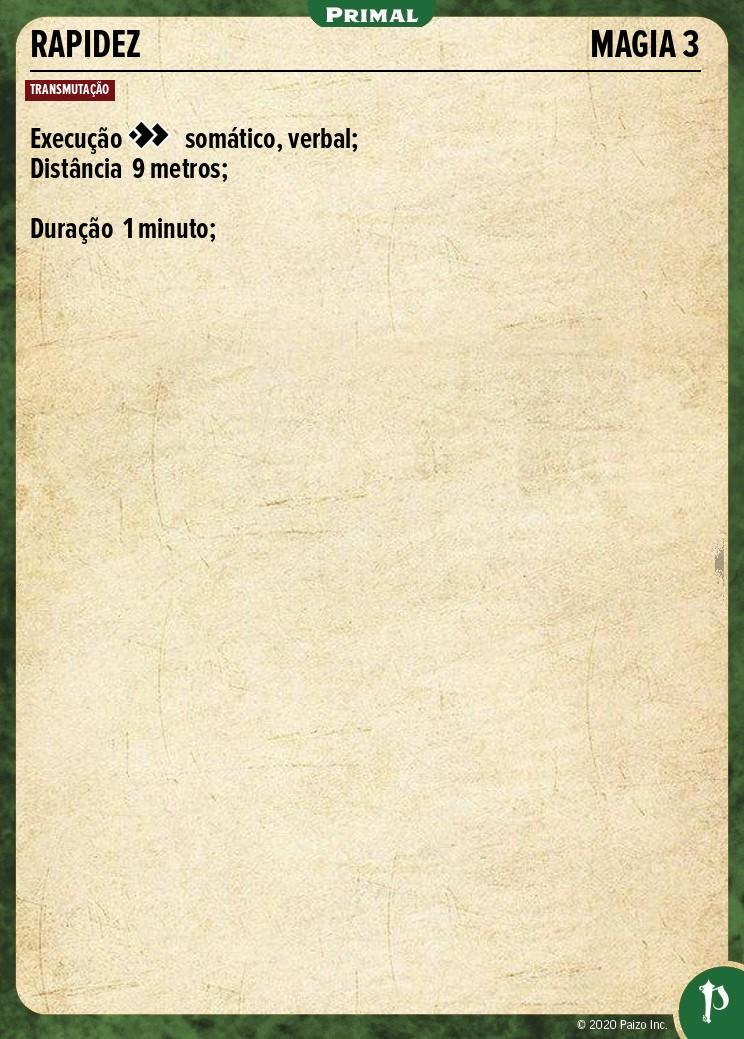 PRIMAL
RAPIDEZ MAGIA 3
TRANSMUTAÇÃO
Execução somático, verbal;
Distância 9 metros;
Duração 1 minuto;
© 2020 Paizo Inc.
P